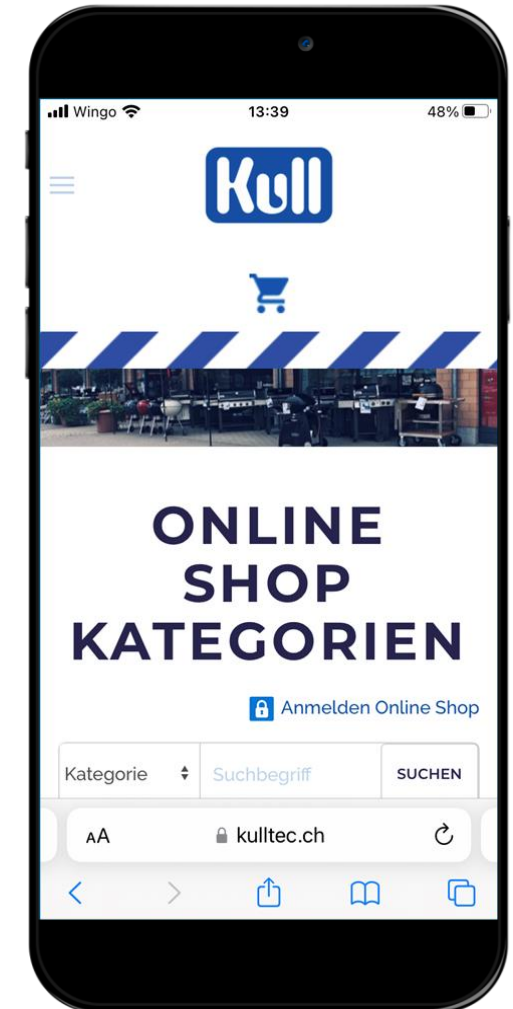 Wingo 13:39 48%
Kull
ONLINE
SHOP
KATEGORIEN
Anmelden Online Shop
Kategorie Suchbegriff SUCHEN
AA kulltec.ch